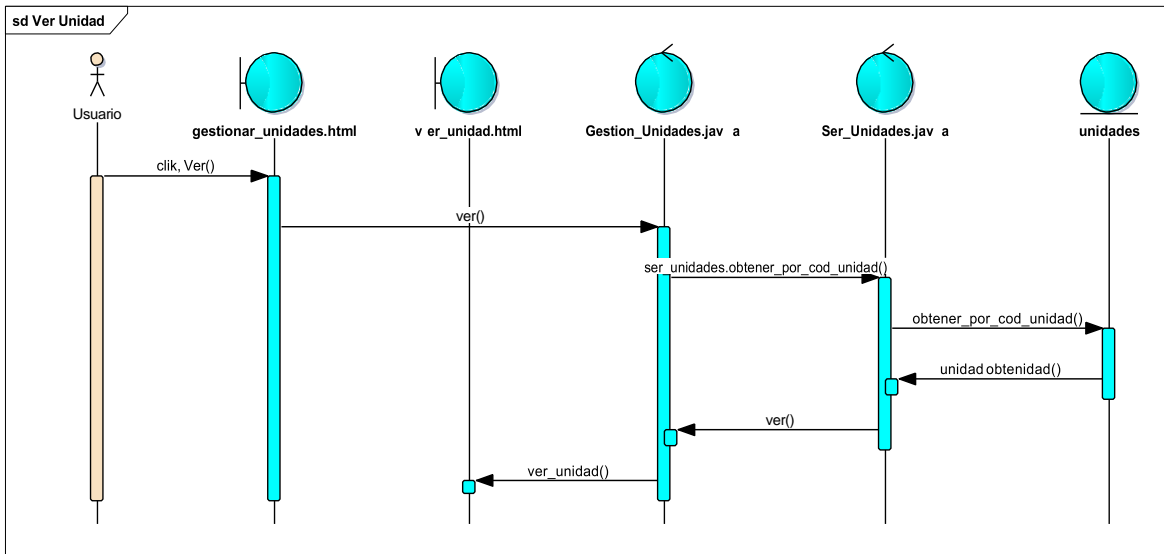 sd Ver Unidad
Usuario
gestionar_unidades.html
v er_unidad.html
Gestion_Unidades.jav a
Ser_Unidades.jav a
unidades
clik, Ver()
ver()
ser_unidades.obtener_por_cod_unidad()
obtener_por_cod_unidad()
unidad obtenidad()
ver()
ver_unidad()